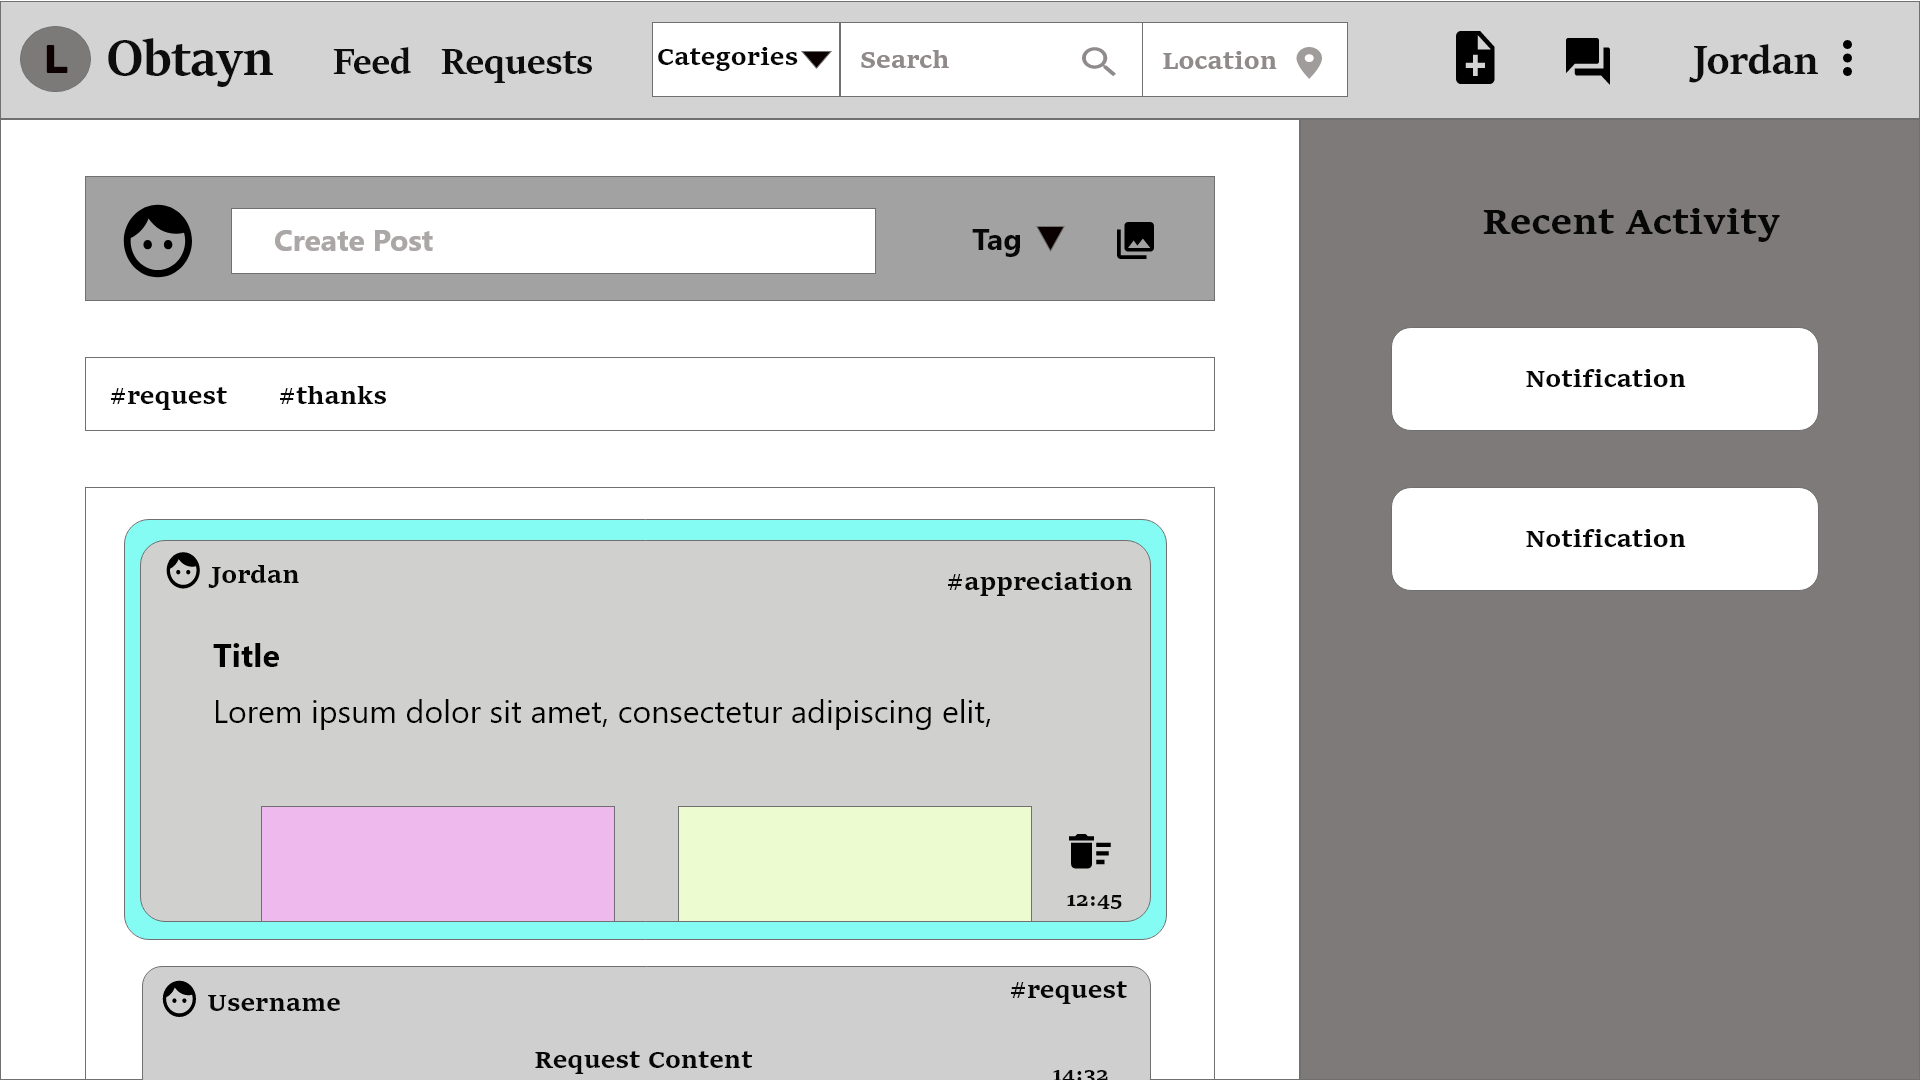 L Obtayn Feed Requests Categories Search Location Jordan
Create Post Tag
Recent Activity
Notification
#request #thanks
Notification
Jordan #appreciation
Title
Lorem ipsum dolor sit amet, consectetur adipiscing elit,
12:45
Username #request
Request Content
14:32